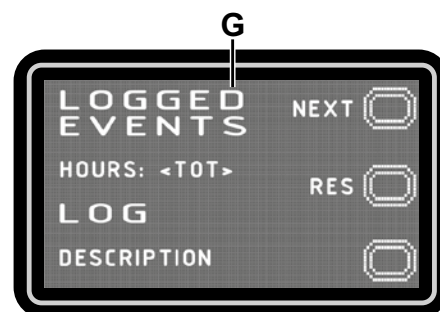 G
LOGGED NEXT
EVENTS
HOURS: <TOT>
RES
LOG
DESCRIPTION